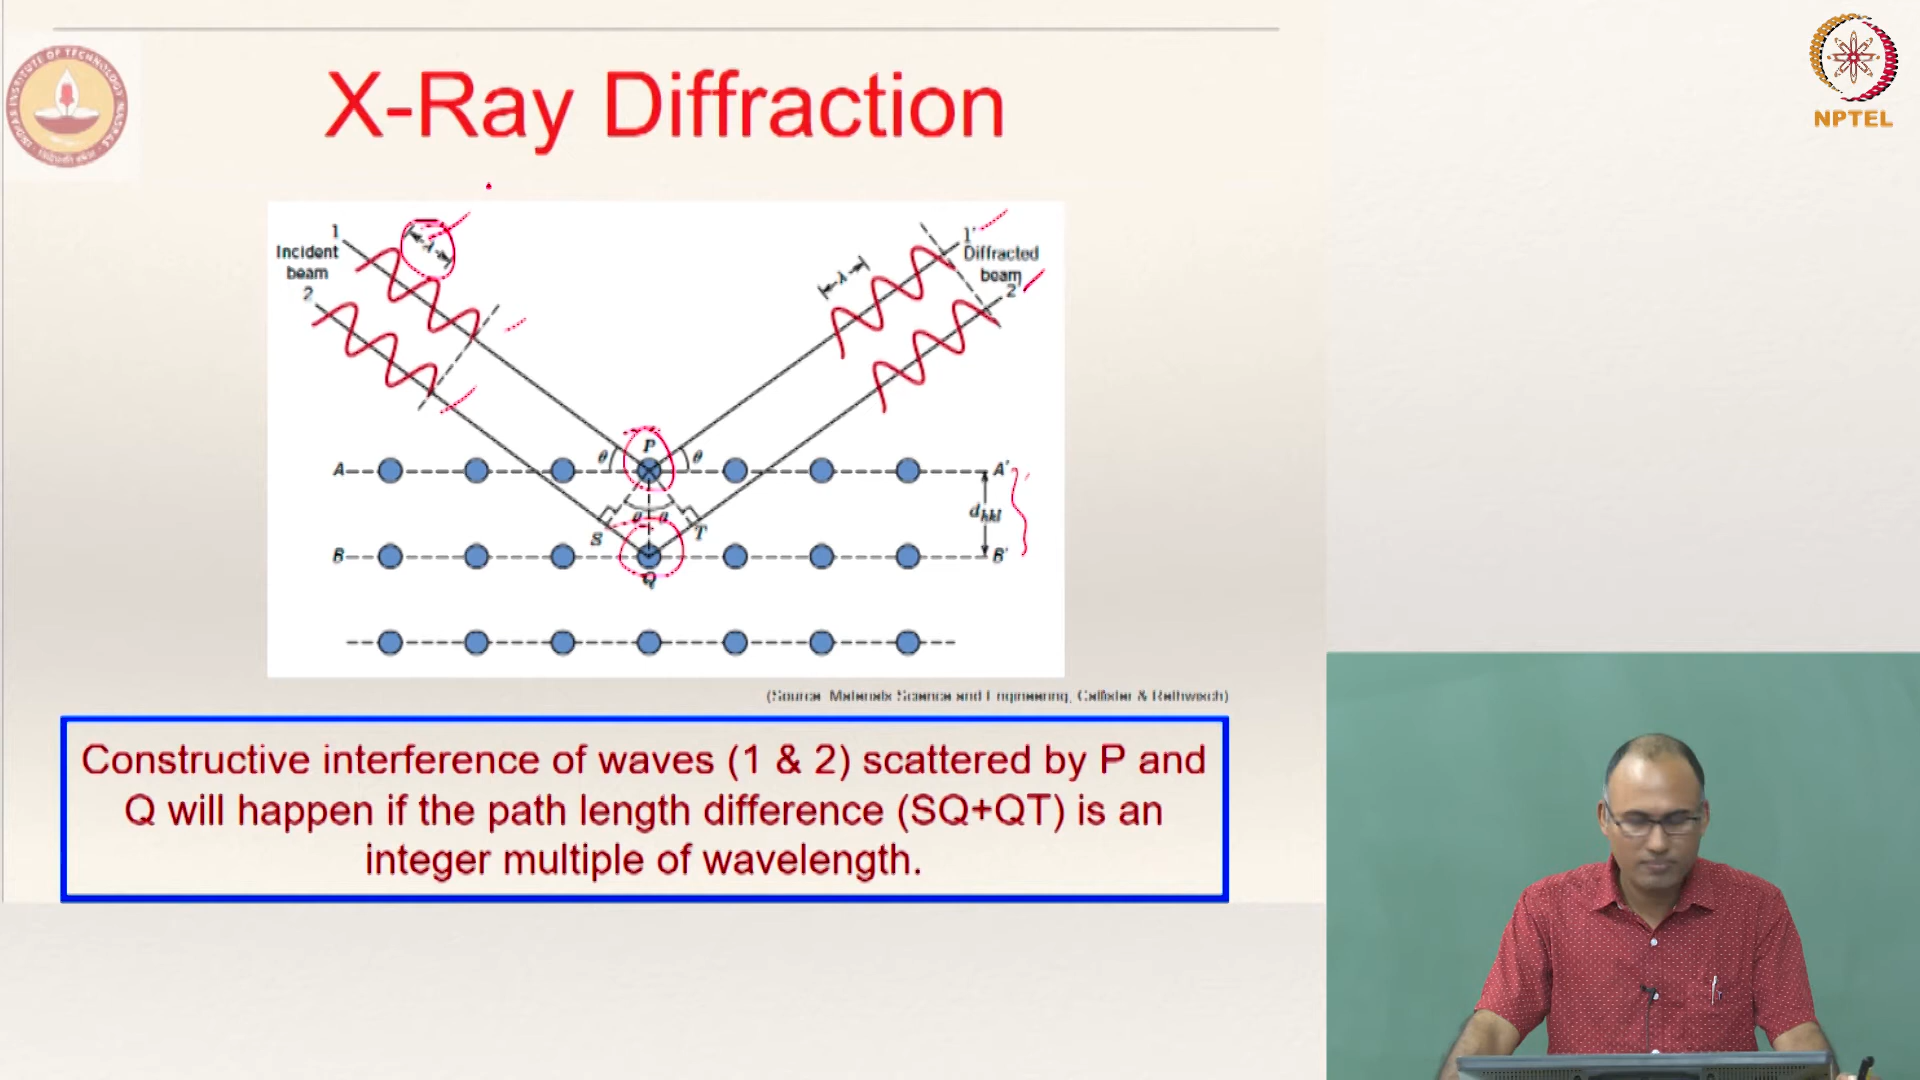 X-Ray Diffraction
NPTEL
1
Incident
beam
2
λ
λ
1'
Diffracted
beam
2'
P
θ
θ
A
A'
θ
θ
S
T
d hkl
B
B'
Q
(Source: Materials Science and Engineering, Callister & Rethwisch)
Constructive interference of waves (1 & 2) scattered by P and
Q will happen if the path length difference (SQ+QT) is an
integer multiple of wavelength.